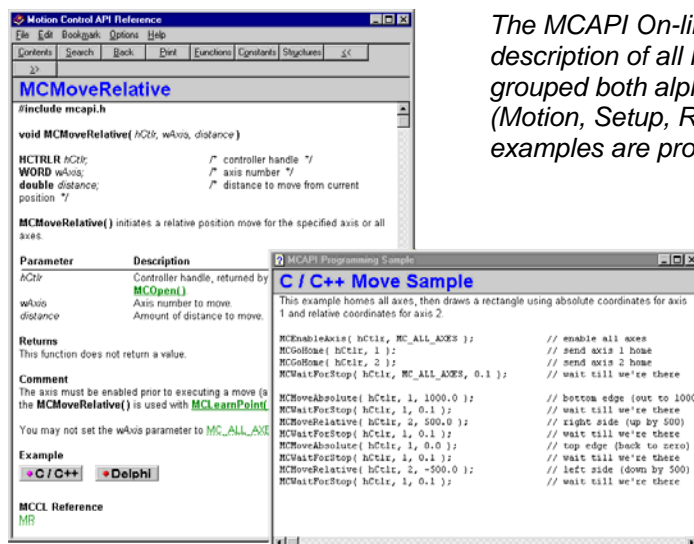 Motion Control API Reference
File Edit Bookmark Options Help
Contents Search Back Print Functions Constants Structures <<
>>
MCMoveRelative
#include mcapi.h
void MCMoveRelative( hCtlr, wAxis, distance )
HCTRLR hCtlr; /* controller handle */
WORD wAxis; /* axis number */
double distance; /* distance to move from current
position */
MCMoveRelative( ) initiates a relative position move for the specified axis or all
axes.
Parameter Description
hCtlr Controller handle, returned by
MCOpen()
wAxis Axis number to move.
distance Amount of distance to move.
Returns
This function does not return a value.
Comment
The axis must be enabled prior to executing a move (a
the MCMoveRelative( ) is used with MCLearnPoint(
You may not set the wAxis parameter to MC_ALL_AXE
Example
C / C++ Delphi
MCCL Reference
MR
The MCAPI On-li
description of all
grouped both alph
(Motion, Setup, R
examples are pro
MCAPI Programming Sample
C / C++ Move Sample
This example homes all axes, then draws a rectangle using absolute coordinates for axis
1 and relative coordinates for axis 2.
MCEnableAxis( hCtlr, MC_ALL_AXES ); // enable all axes
MCGoHome( hCtlr, 1 ); // send axis 1 home
MCGoHome( hCtlr, 2 ); // send axis 2 home
MCWaitForStop( hCtlr, MC_ALL_AXES, 0.1 ); // wait till we're there
MCMoveAbsolute( hCtlr, 1, 1000.0 ); // bottom edge (out to 1000
MCWaitForStop( hCtlr, 1, 0.1 ); // wait till we're there
MCMoveRelative( hCtlr, 2, 500.0 ); // right side (up by 500)
MCWaitForStop( hCtlr, 1, 0.1 ); // wait till we're there
MCMoveAbsolute( hCtlr, 1, 0.0 ); // top edge (back to zero)
MCWaitForStop( hCtlr, 1, 0.1 ); // wait till we're there
MCMoveRelative( hCtlr, 2, -500.0 ); // left side (down by 500)
MCWaitForStop( hCtlr, 1, 0.1 ); // wait till we're there